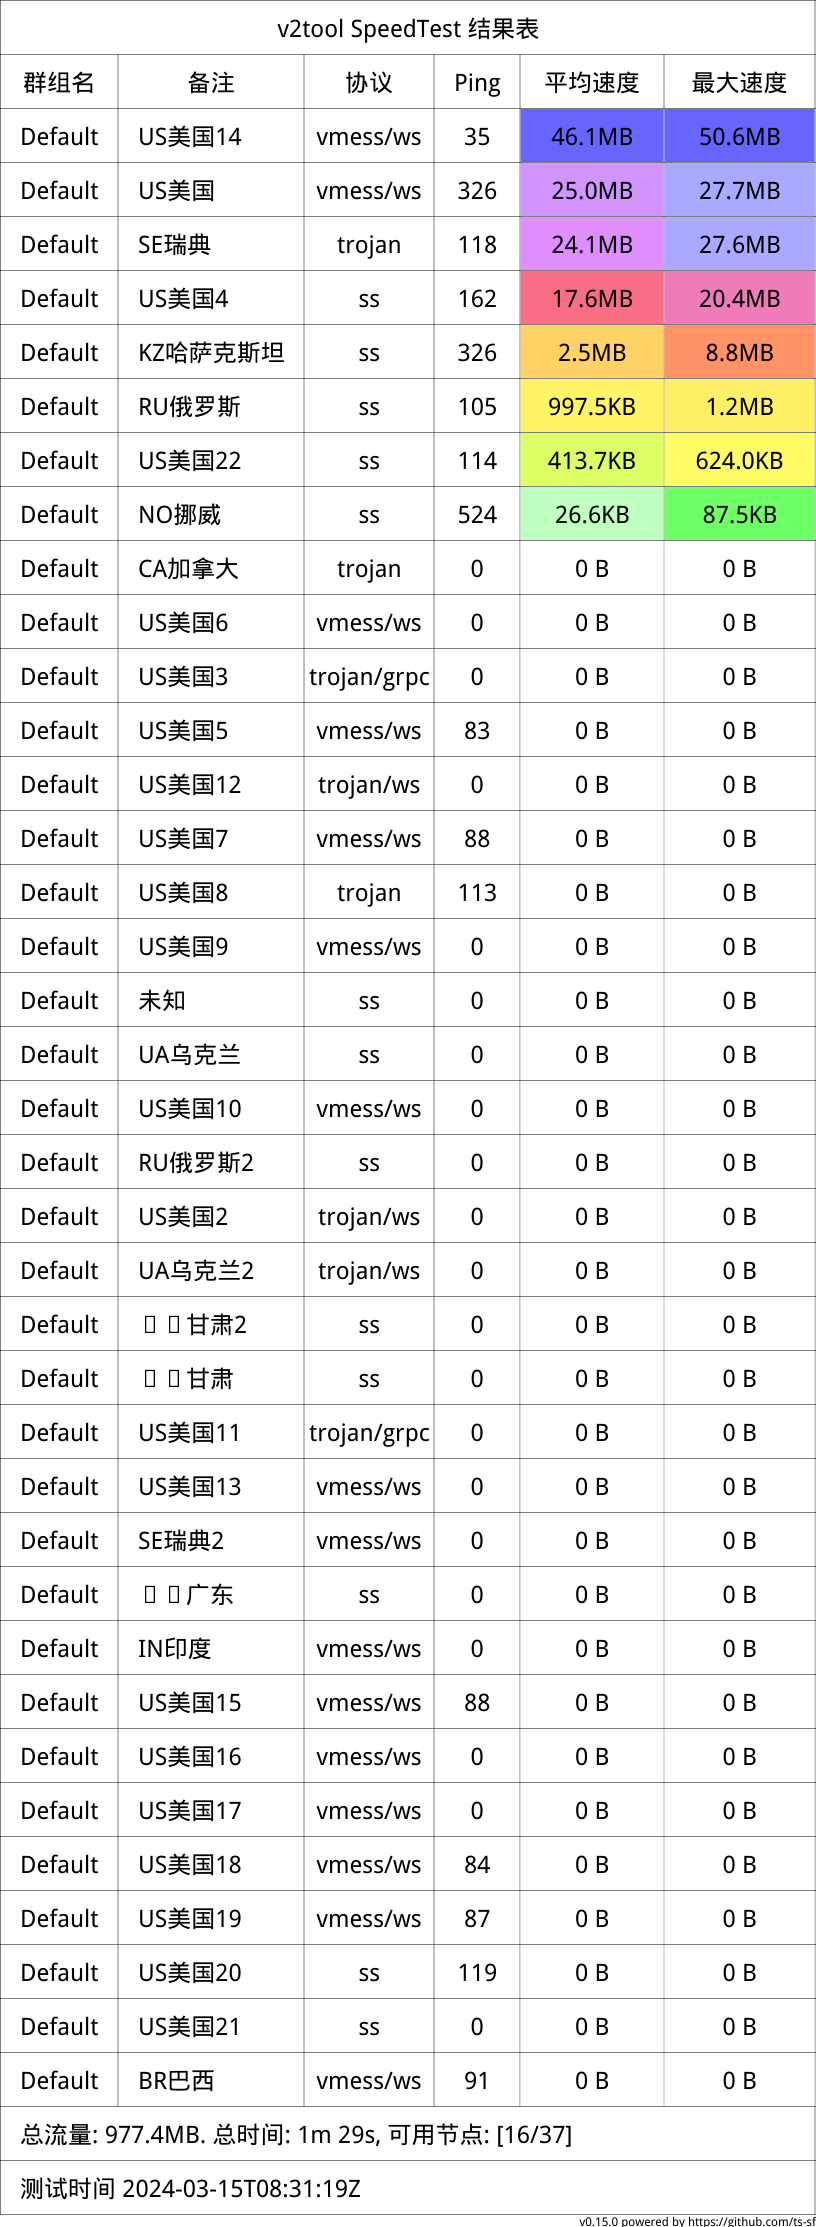 v2tool SpeedTest 结果表
群组名 备注 协议 Ping 平均速度 最大速度
Default US美国14 vmess/ws 35 46.1MB 50.6MB
Default US美国 vmess/ws 326 25.0MB 27.7MB
Default SE瑞典 trojan 118 24.1MB 27.6MB
Default US美国4 ss 162 17.6MB 20.4MB
Default KZ哈萨克斯坦 ss 326 2.5MB 8.8MB
Default RU俄罗斯 ss 105 997.5KB 1.2MB
Default US美国22 ss 114 413.7KB 624.0KB
Default NO挪威 ss 524 26.6KB 87.5KB
Default CA加拿大 trojan 0 0 B 0 B
Default US美国6 vmess/ws 0 0 B 0 B
Default US美国3 trojan/grpc 0 0 B 0 B
Default US美国5 vmess/ws 83 0 B 0 B
Default US美国12 trojan/ws 0 0 B 0 B
Default US美国7 vmess/ws 88 0 B 0 B
Default US美国8 trojan 113 0 B 0 B
Default US美国9 vmess/ws 0 0 B 0 B
Default 未知 ss 0 0 B 0 B
Default UA乌克兰 ss 0 0 B 0 B
Default US美国10 vmess/ws 0 0 B 0 B
Default RU俄罗斯2 ss 0 0 B 0 B
Default US美国2 trojan/ws 0 0 B 0 B
Default UA乌克兰2 trojan/ws 0 0 B 0 B
Default 甘肃2 ss 0 0 B 0 B
Default 甘肃 ss 0 0 B 0 B
Default US美国11 trojan/grpc 0 0 B 0 B
Default US美国13 vmess/ws 0 0 B 0 B
Default SE瑞典2 vmess/ws 0 0 B 0 B
Default 广东 ss 0 0 B 0 B
Default IN印度 vmess/ws 0 0 B 0 B
Default US美国15 vmess/ws 88 0 B 0 B
Default US美国16 vmess/ws 0 0 B 0 B
Default US美国17 vmess/ws 0 0 B 0 B
Default US美国18 vmess/ws 84 0 B 0 B
Default US美国19 vmess/ws 87 0 B 0 B
Default US美国20 ss 119 0 B 0 B
Default US美国21 ss 0 0 B 0 B
Default BR巴西 vmess/ws 91 0 B 0 B
总流量: 977.4MB. 总时间: 1m 29s, 可用节点: [16/37]
测试时间 2024-03-15T08:31:19Z
v0.15.0 powered by https://github.com/ts-sf